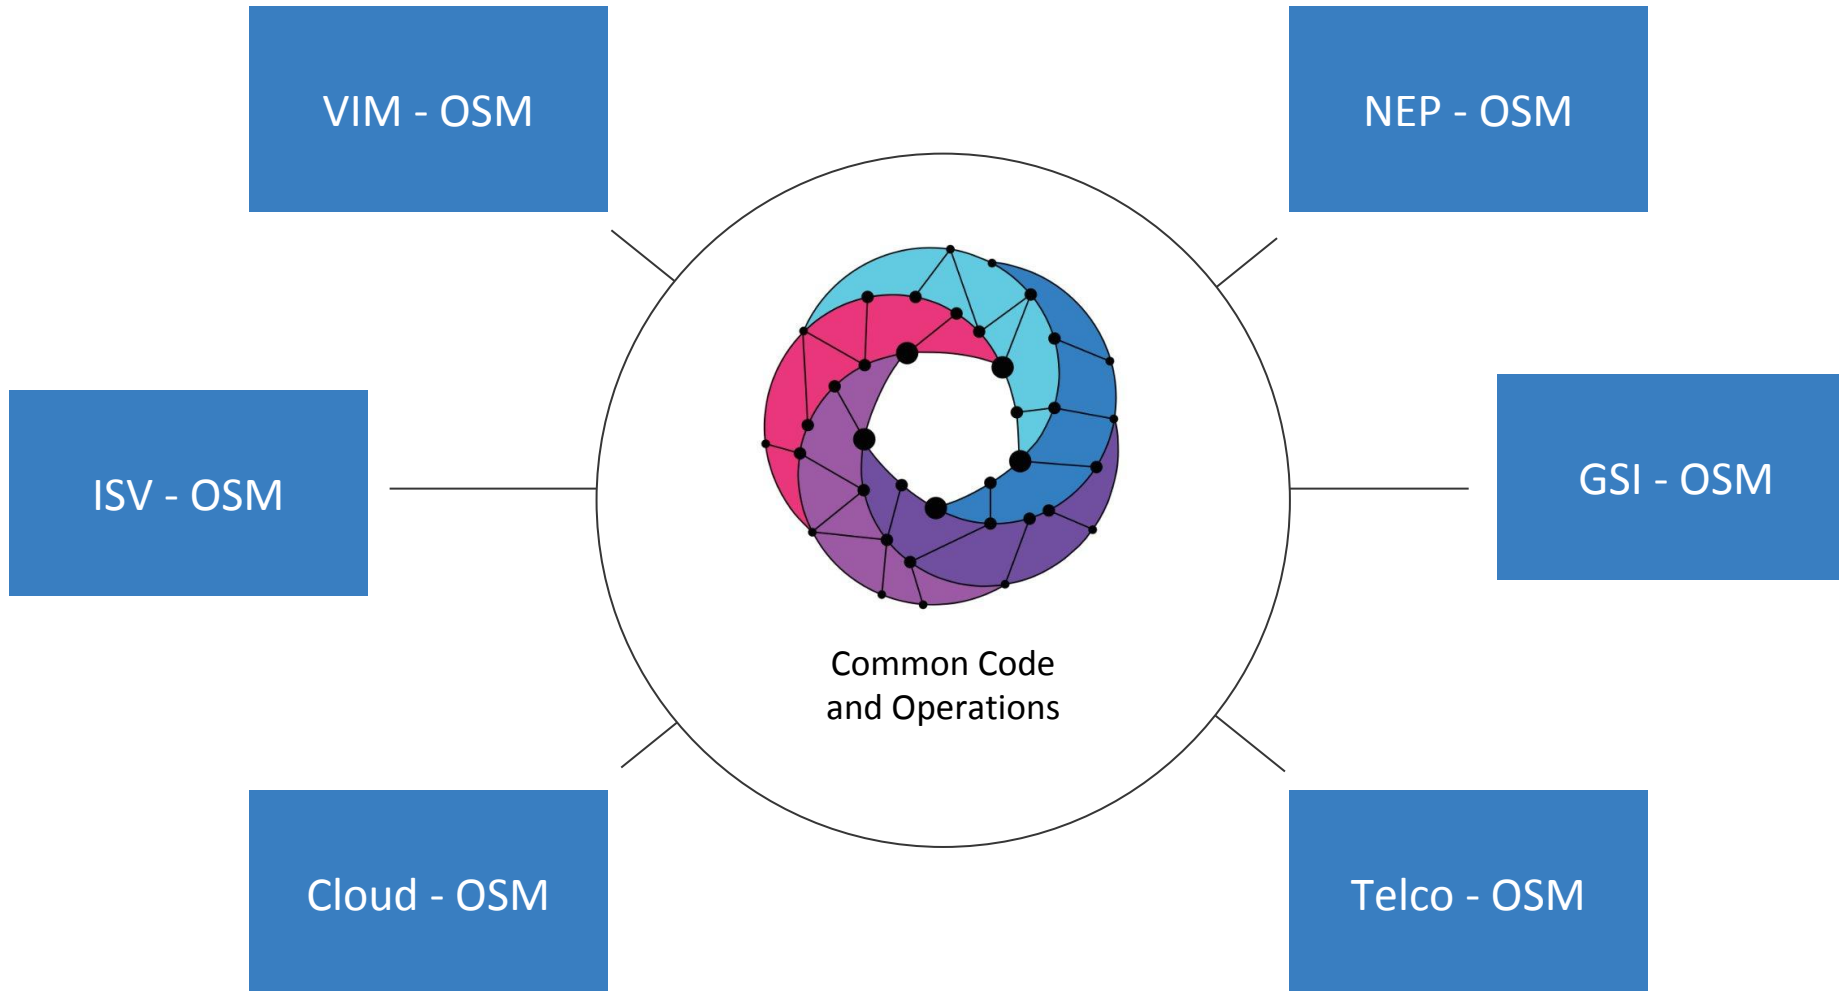 VIM - OSM
NEP - OSM
ISV - OSM
GSI - OSM
Common Code
and Operations
Cloud - OSM
Telco - OSM